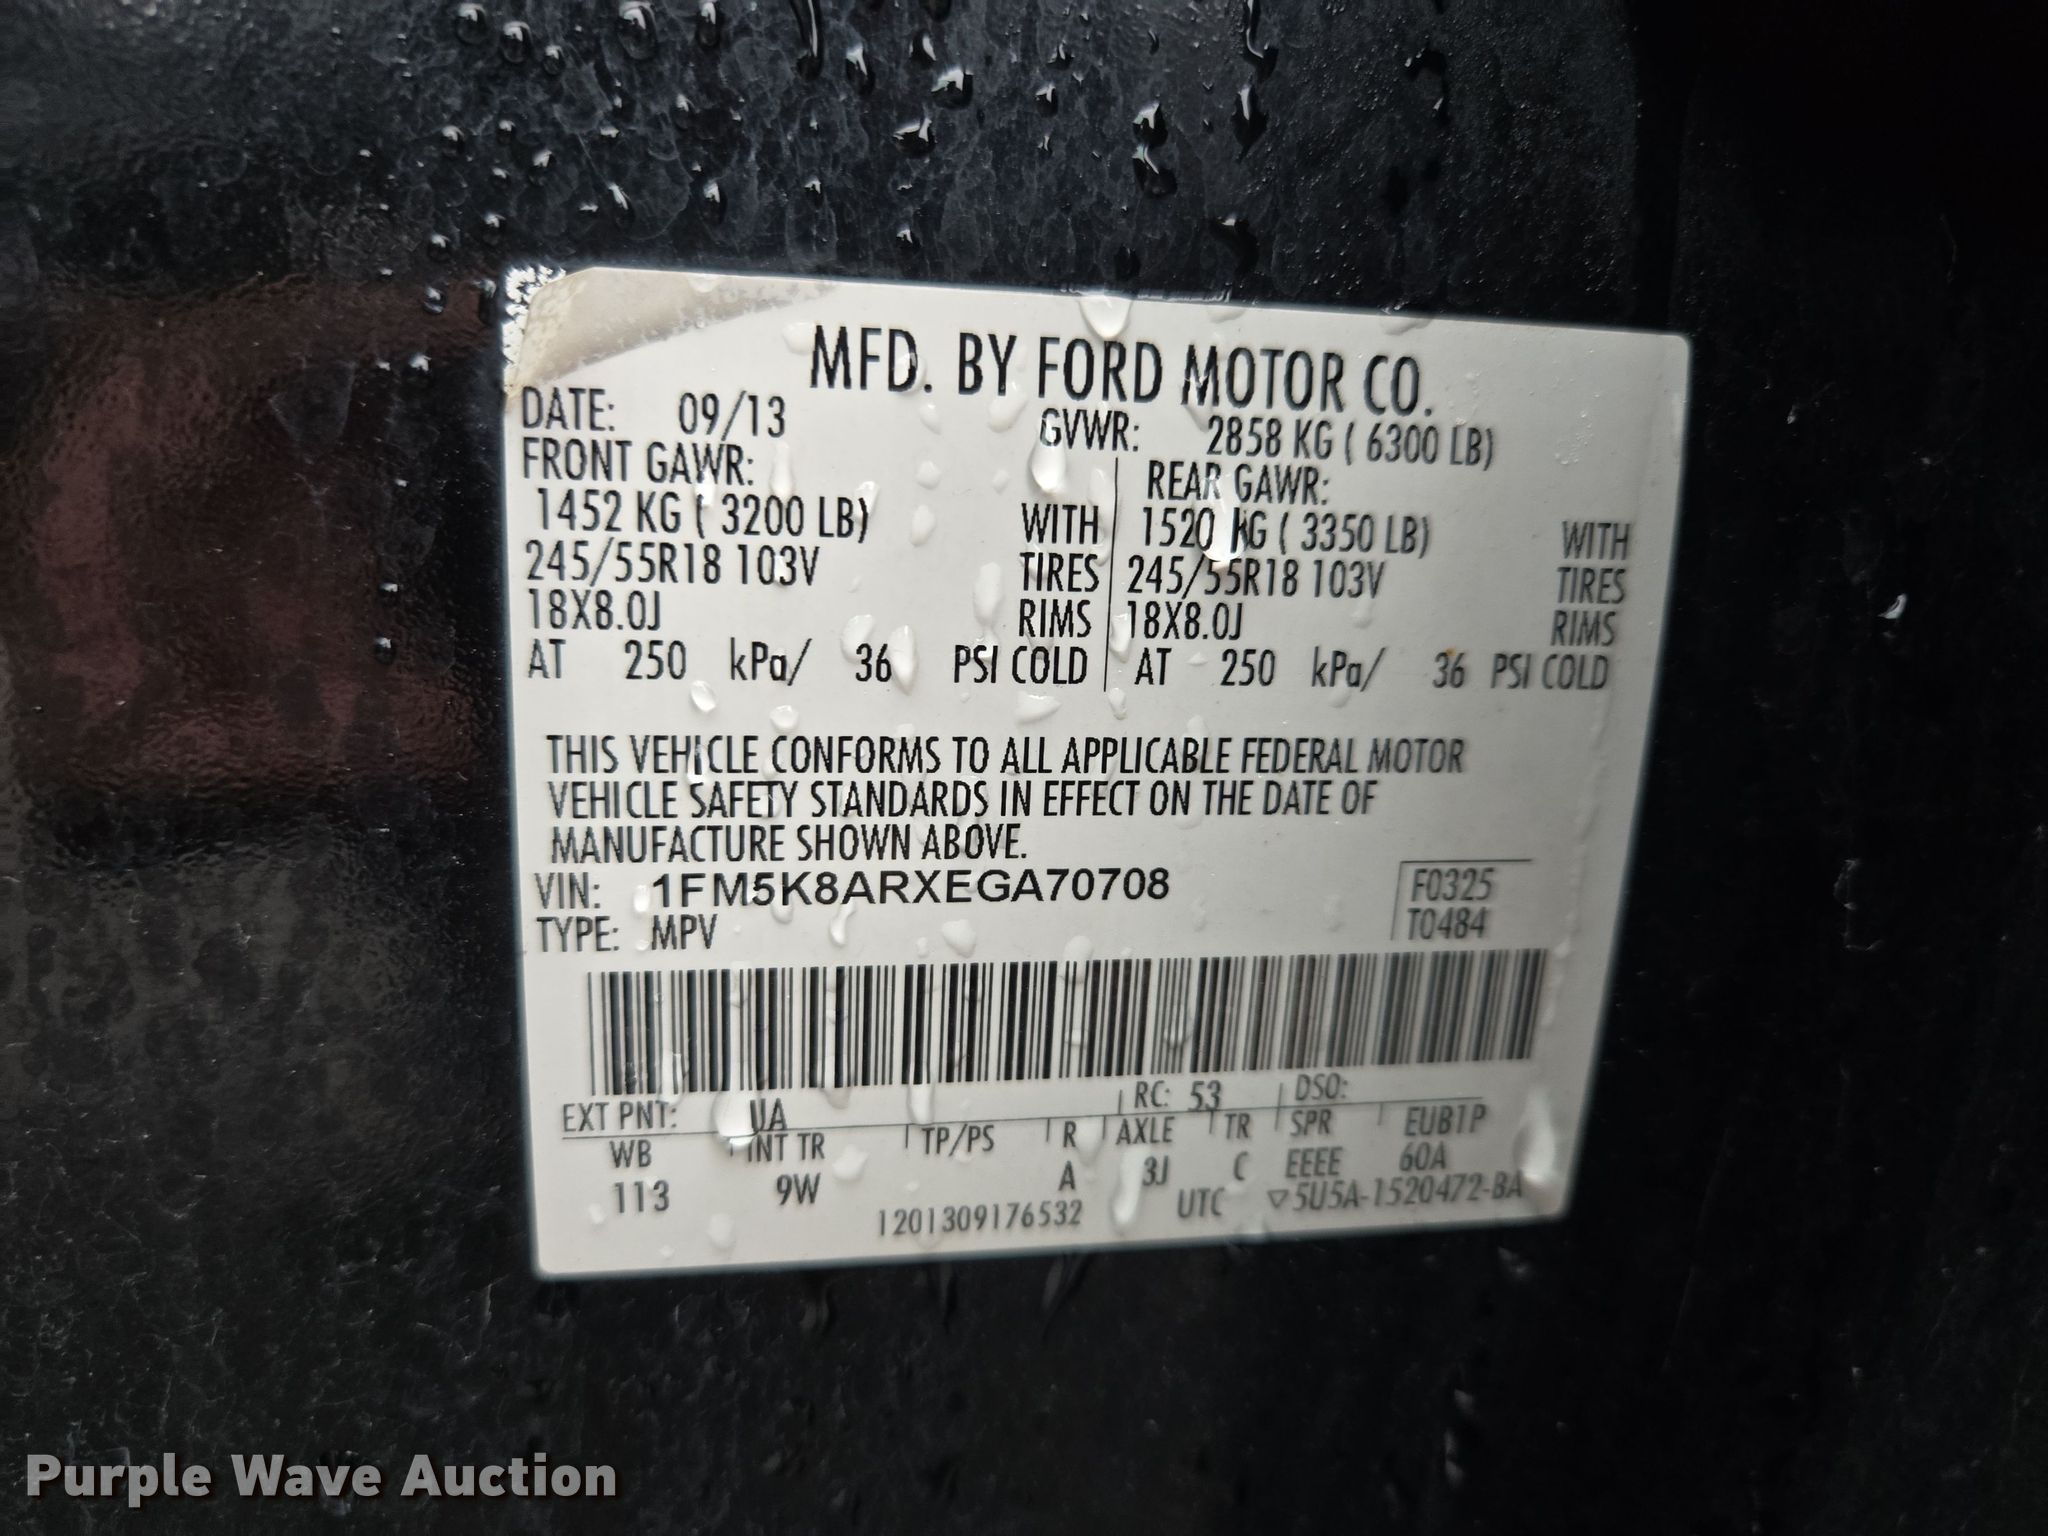 MFD. BY FORD MOTOR CO.
DATE: 09/13 GVWR: 2858 KG ( 6300 LB)
FRONT GAWR: REAR GAWR:
1452 KG ( 3200 LB) WITH 1520 KG ( 3350 LB) WITH
245/55R18 103V TIRES 245/55R18 103V TIRES
18X8.0J RIMS 18X8.0J RIMS
AT 250 kPa/ 36 PSI COLD AT 250 kPa/ 36 PSI COLD
THIS VEHICLE CONFORMS TO ALL APPLICABLE FEDERAL MOTOR
VEHICLE SAFETY STANDARDS IN EFFECT ON THE DATE OF
MANUFACTURE SHOWN ABOVE.
VIN: 1FM5K8ARXEGA70708 F0325
TYPE: MPV T0484
EXT PNT: UA RC: 53 DSO:
WB INT TR TP/PS R AXLE TR SPR EUB1P
113 9W A 3J C EEEE 60A
1201309176532 UTC ▽5U5A-1520472-BA
Purple Wave Auction